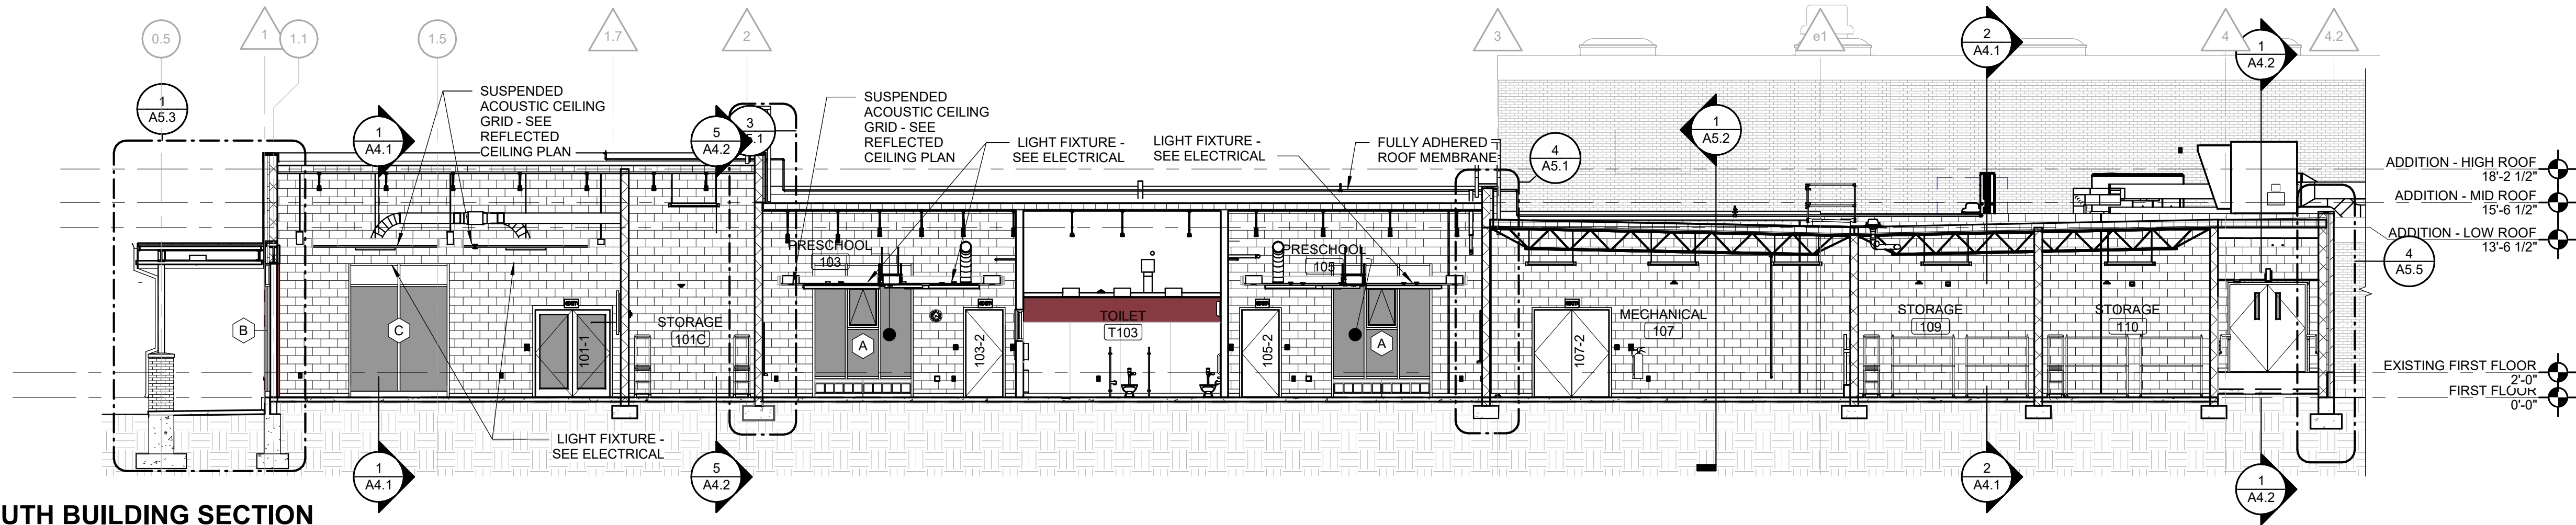 0.5
1
1.1
1.5
1.7
2
3
e1
4
4.2
2
A4.1
1
A4.2
1
A5.3
1
A4.1
SUSPENDED
ACOUSTIC CEILING
GRID - SEE
REFLECTED
CEILING PLAN
5
A4.2
3
5.1
SUSPENDED
ACOUSTIC CEILING
GRID - SEE
REFLECTED
CEILING PLAN
LIGHT FIXTURE -
SEE ELECTRICAL
LIGHT FIXTURE -
SEE ELECTRICAL
FULLY ADHERED
ROOF MEMBRANE
4
A5.1
1
A5.2
ADDITION - HIGH ROOF
18'-2 1/2"
ADDITION - MID ROOF
15'-6 1/2"
ADDITION - LOW ROOF
13'-6 1/2"
4
A5.5
PRESCHOOL
103
PRESCHOOL
105
B
C
101-1
STORAGE
101C
A
103-2
TOILET
T103
105-2
A
107-2
MECHANICAL
107
STORAGE
109
STORAGE
110
EXISTING FIRST FLOOR
2'-0"
FIRST FLOOR
0'-0"
LIGHT FIXTURE -
SEE ELECTRICAL
1
A4.1
5
A4.2
2
A4.1
1
A4.2
UTH BUILDING SECTION